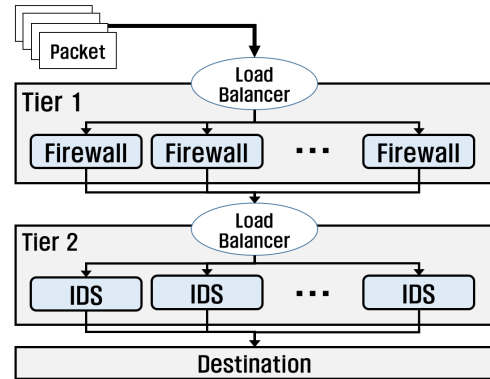 Packet
Load
Balancer
Tier 1
Firewall Firewall ... Firewall
Load
Balancer
Tier 2
IDS IDS ... IDS
Destination